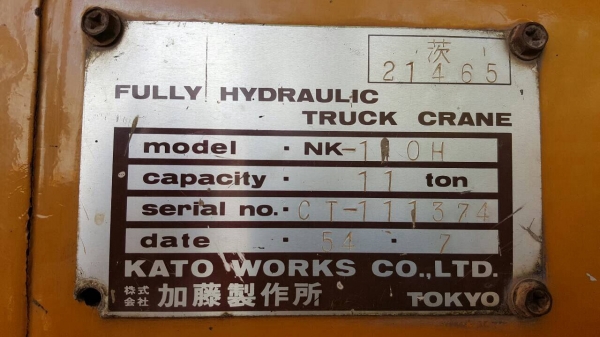 茨
21465
FULLY HYDRAULIC
TRUCK CRANE
model · NK-110H
capacity · 11 ton
serial no. · CT-111374
date · 54 · 7
KATO WORKS CO.,LTD.
株式会社 加藤製作所 TOKYO